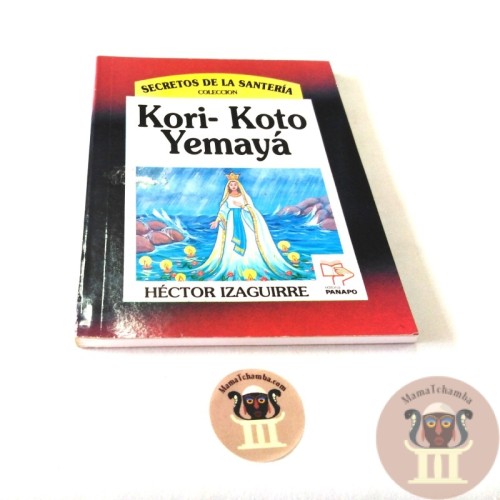 SECRETOS DE LA SANTERÍA
COLECCION
Kori- Koto
Yemayá
HÉCTOR IZAGUIRRE
PANAPO
MamaTchamba.com
MamaTchamba